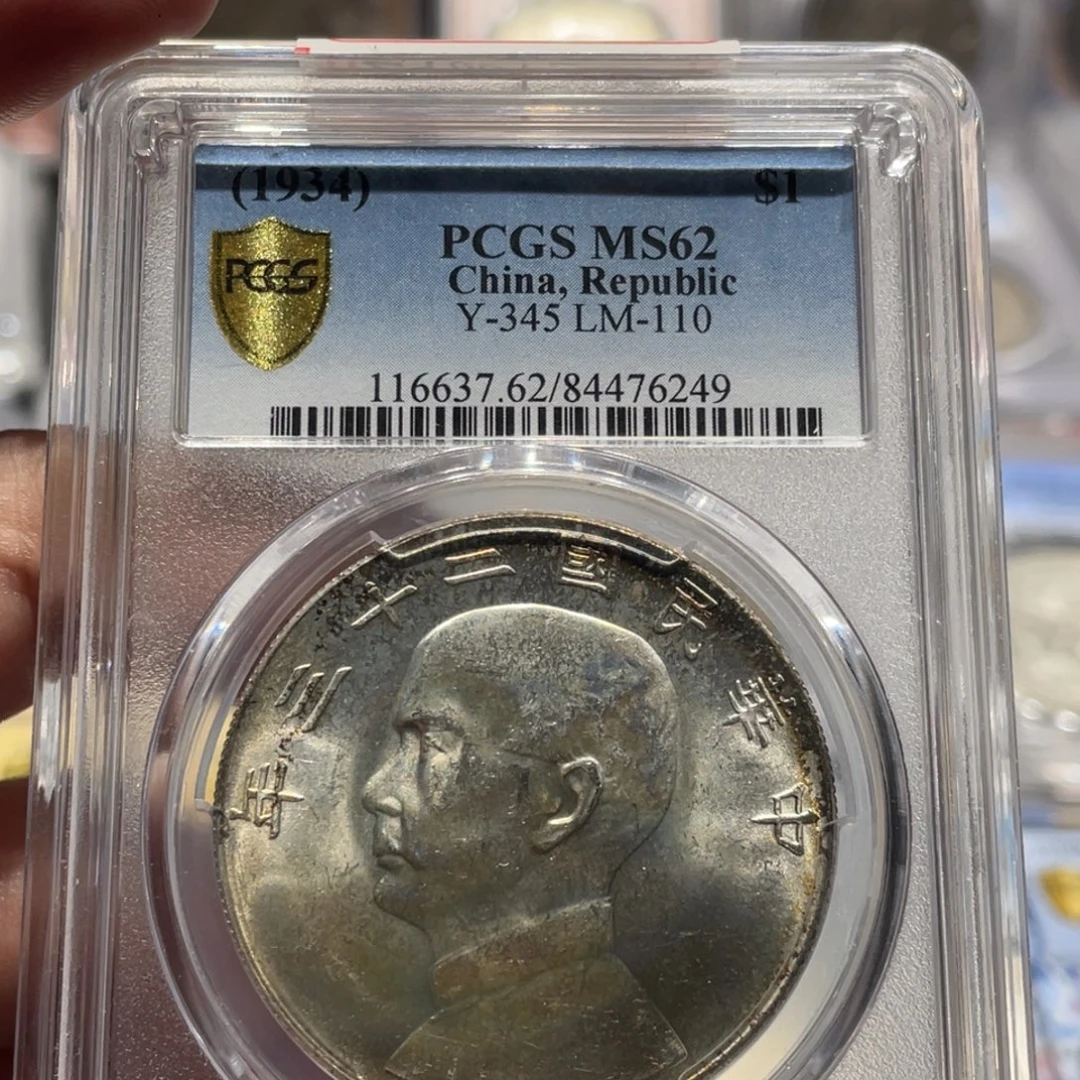 (1934) $1
PCGS MS62
PCGS
China, Republic
Y-345 LM-110
116637.62/84476249
年三十二國民華中